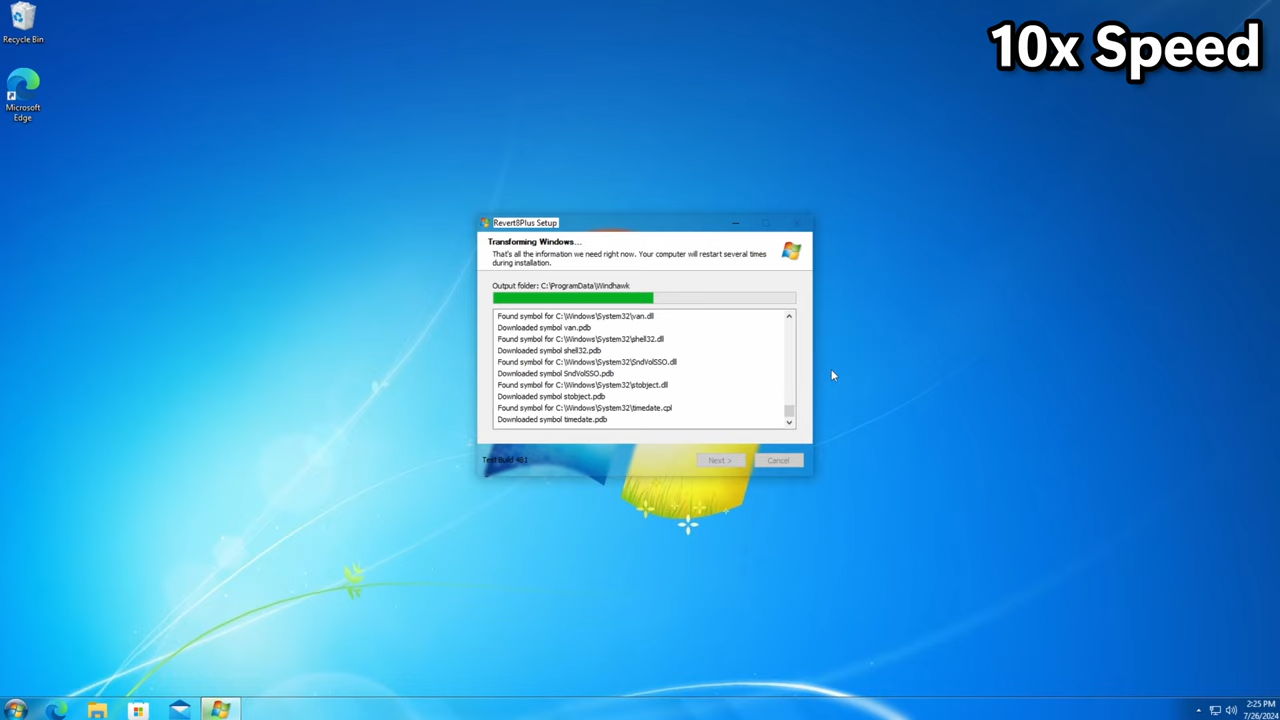 10x Speed
Recycle Bin
Microsoft
Edge
Revert8Plus Setup
Transforming Windows...
That's all the information we need right now. Your computer will restart several times
during installation.
Output folder: C:\ProgramData\Windhawk
Found symbol for C:\Windows\System32\van.dll
Downloaded symbol van.pdb
Found symbol for C:\Windows\System32\shell32.dll
Downloaded symbol shell32.pdb
Found symbol for C:\Windows\System32\SndVolSSO.dll
Downloaded symbol SndVolSSO.pdb
Found symbol for C:\Windows\System32\stobject.dll
Downloaded symbol stobject.pdb
Found symbol for C:\Windows\System32\timedate.cpl
Downloaded symbol timedate.pdb
Test Build
Next >
Cancel
2:25 PM
7/26/2024